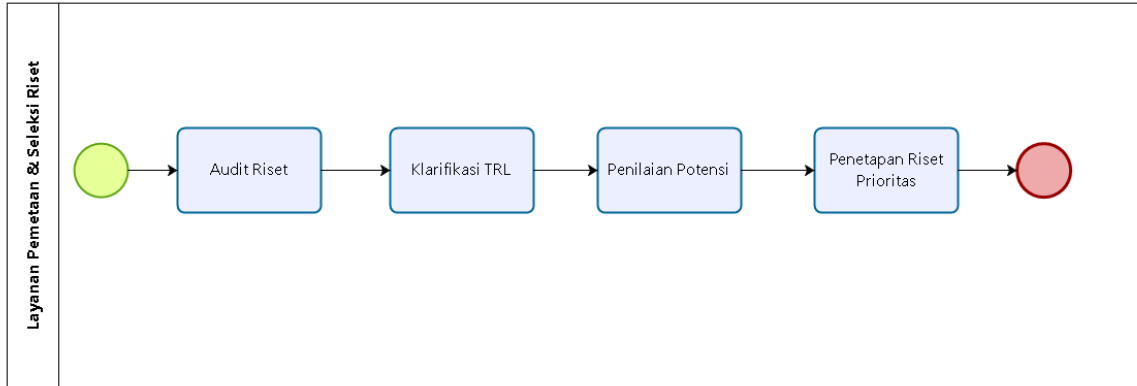 Layanan Pemetaan & Seleksi Riset
Audit Riset
Klarifikasi TRL
Penilaian Potensi
Penetapan Riset
Prioritas